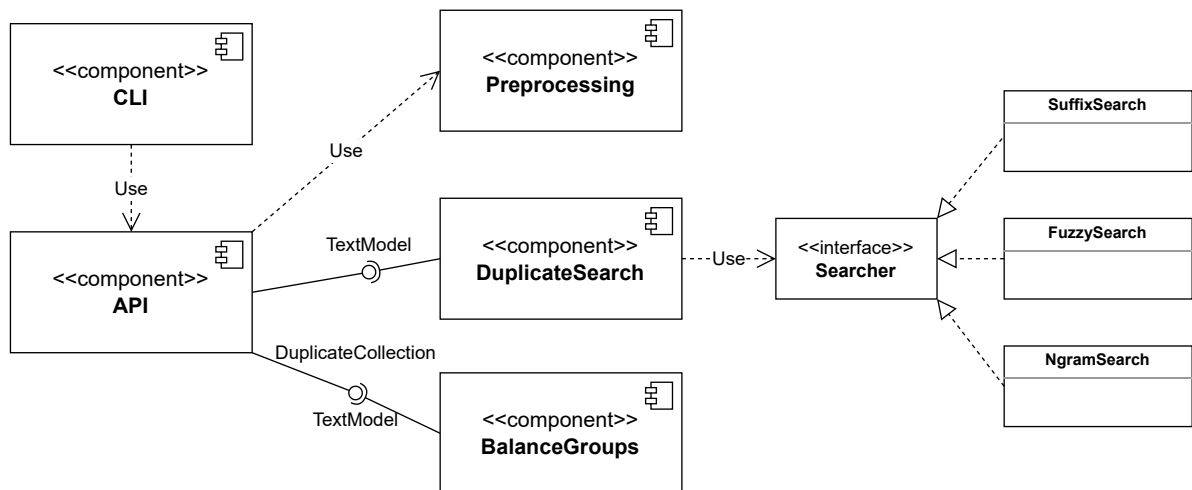 <<component>>
CLI
Use
<<component>>
API
<<component>>
Preprocessing
Use
TextModel
<<component>>
DuplicateSearch
DuplicateCollection
TextModel
<<component>>
BalanceGroups
Use
<<interface>>
Searcher
SuffixSearch
FuzzySearch
NgramSearch